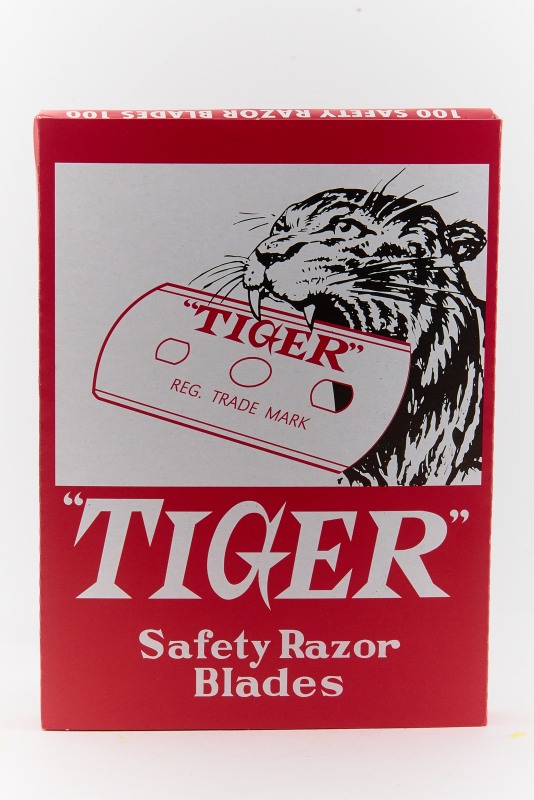 100 SAFETY RAZOR BLADES 100
“TIGER”
REG. TRADE MARK
“TIGER”
Safety Razor
Blades